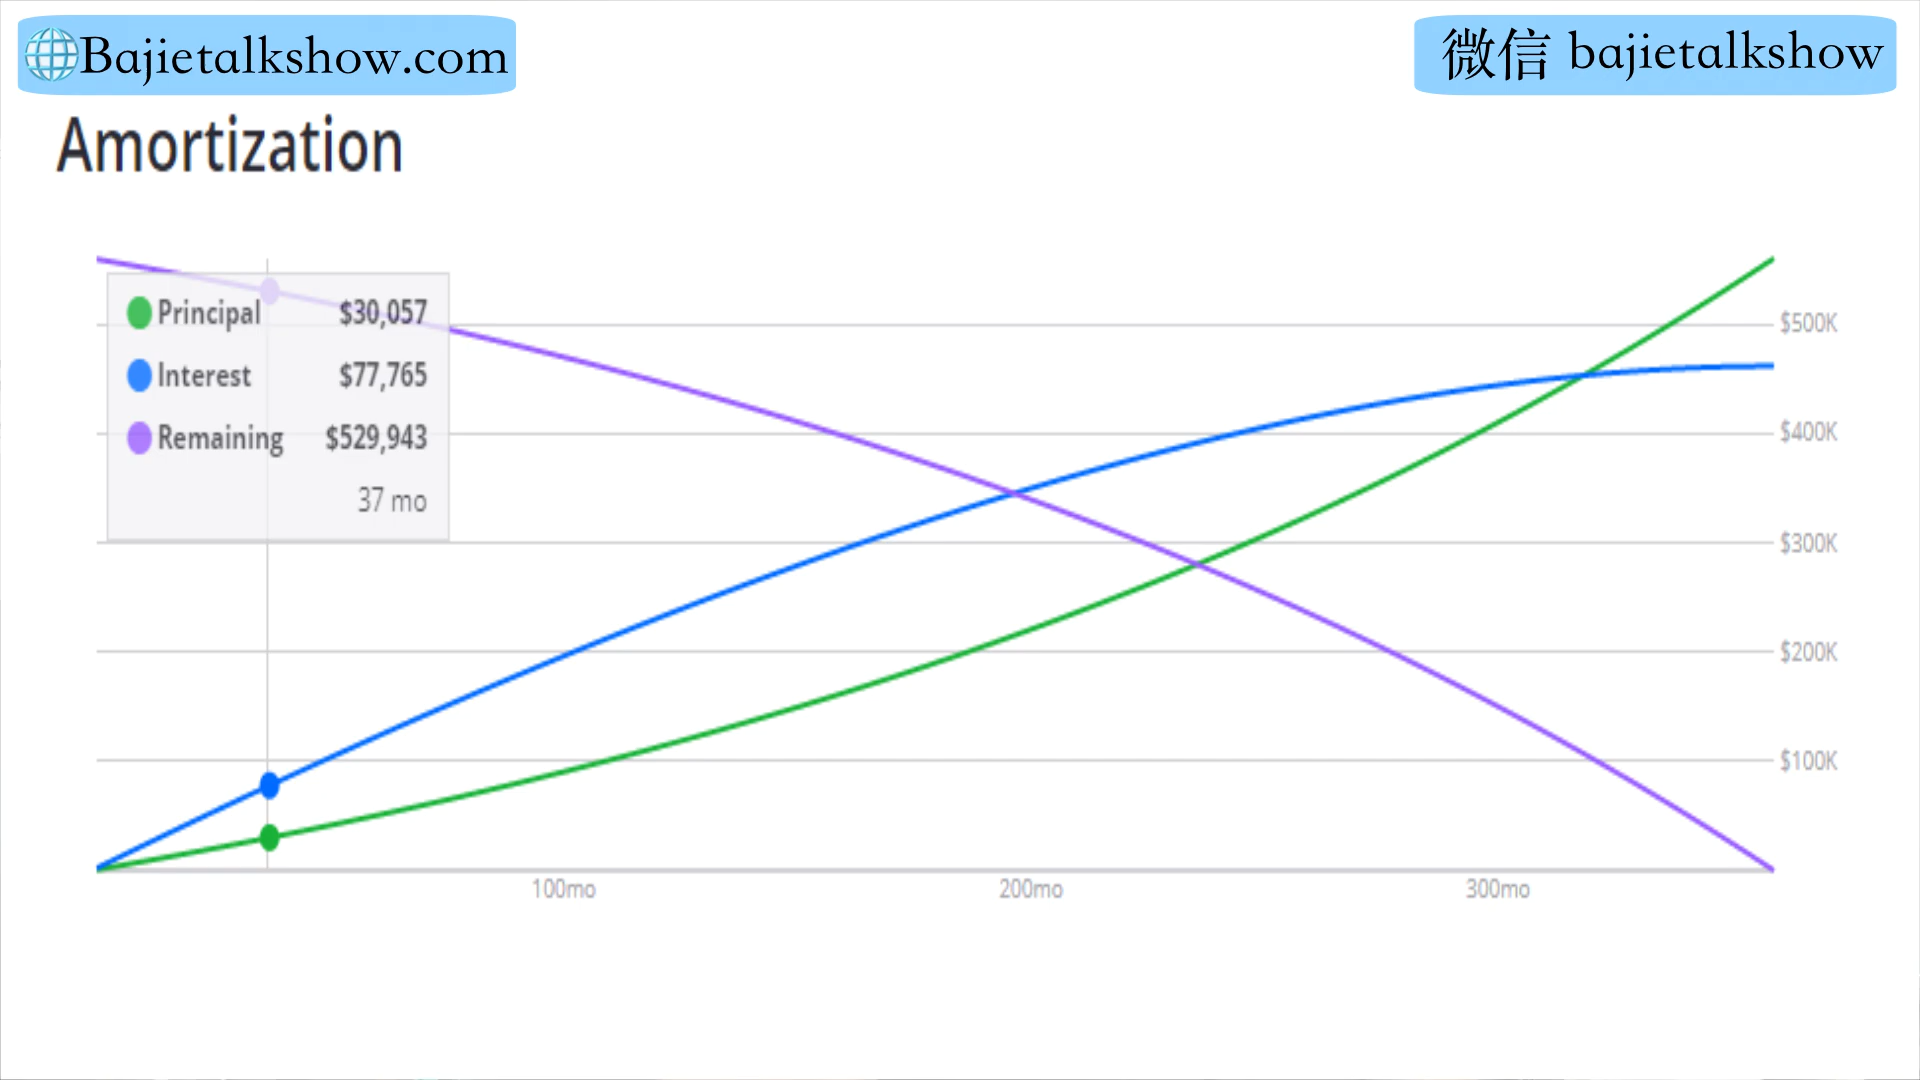 Bajietalkshow.com
微信 bajietalkshow
Amortization
Principal $30,057
Interest $77,765
Remaining $529,943
37 mo
$500K
$400K
$300K
$200K
$100K
100mo 200mo 300mo